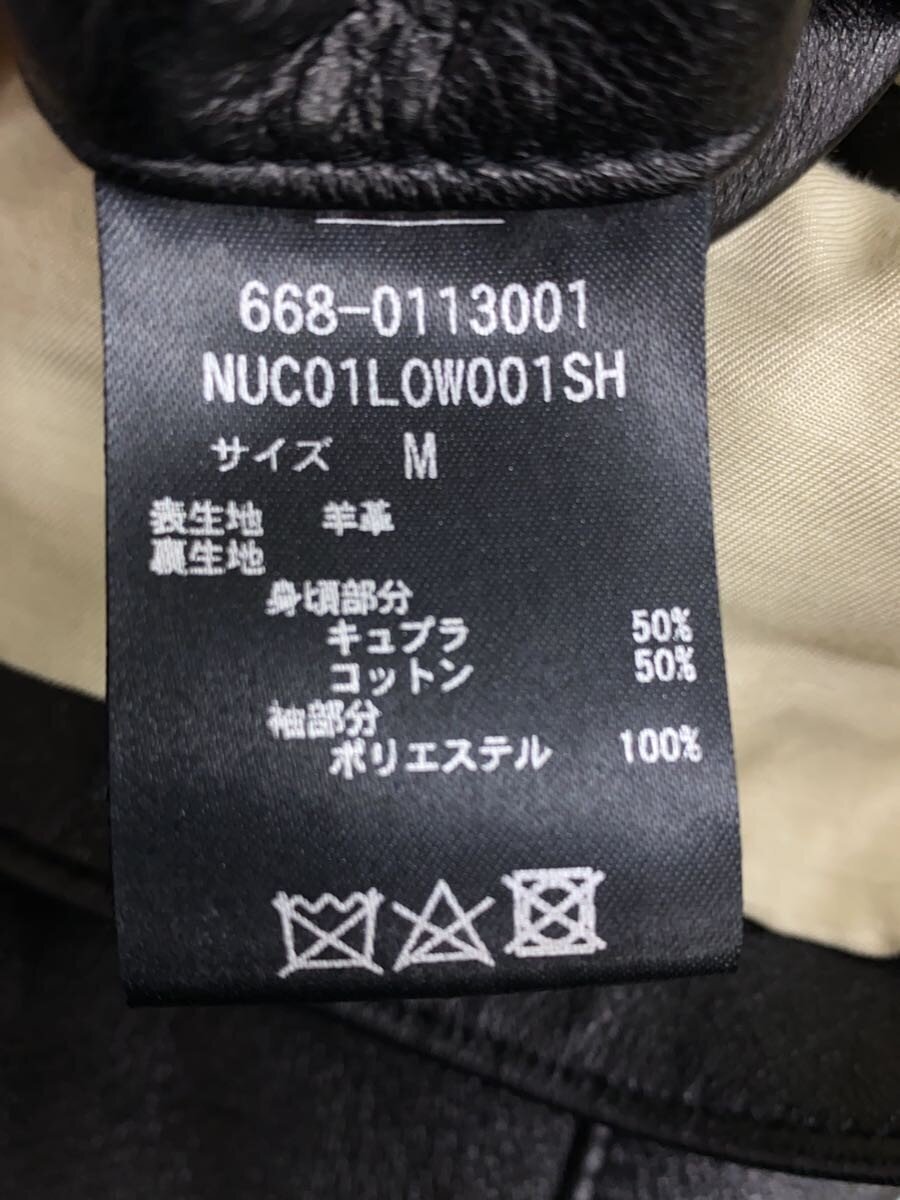 668-0113001
NUC01LOW001SH
サイズ M
表生地 羊革
裏生地
身頃部分
キュプラ 50%
コットン 50%
袖部分
ポリエステル 100%